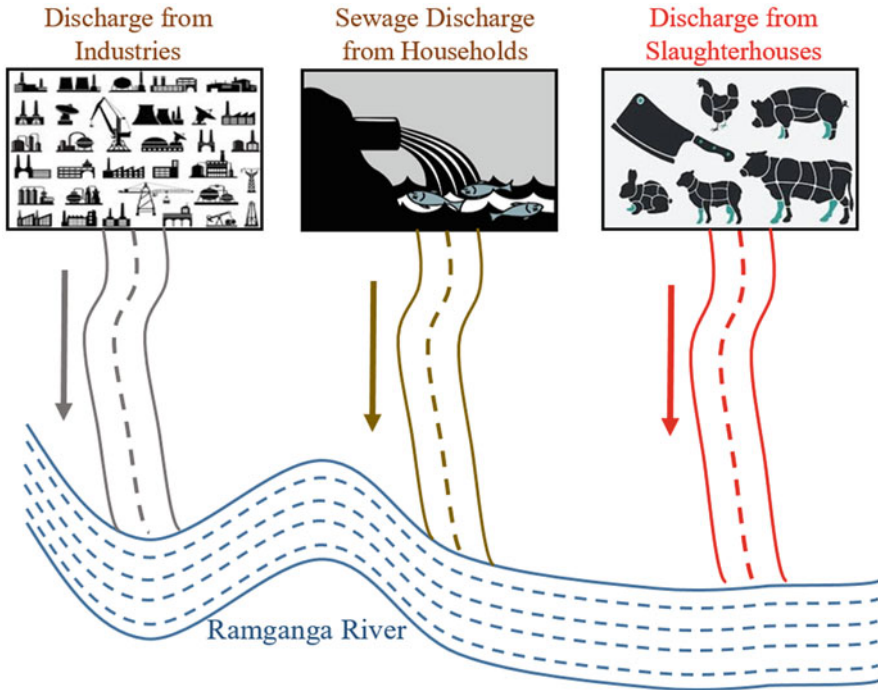 Discharge from
Industries
Sewage Discharge
from Households
Discharge from
Slaughterhouses
Ramganga River